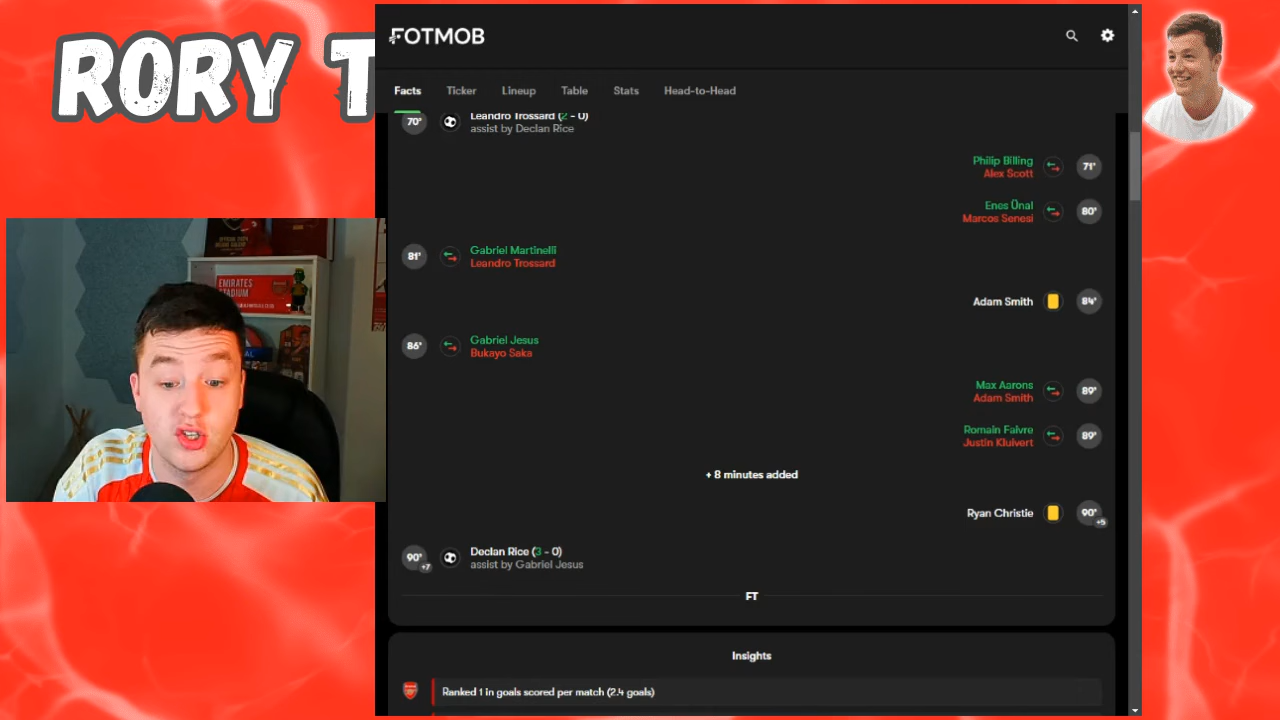 RORY T
FOTMOB
Facts Ticker Lineup Table Stats Head-to-Head
70' Leandro Trossard (2 - 0)
assist by Declan Rice
Philip Billing 71'
Alex Scott
Enes Ünal 80'
Marcos Senesi
81' Gabriel Martinelli
Leandro Trossard
Adam Smith 84'
86' Gabriel Jesus
Bukayo Saka
Max Aarons 89'
Adam Smith
Romain Faivre 89'
Justin Kluivert
+ 8 minutes added
Ryan Christie 90' +5
90' +7 Declan Rice (3 - 0)
assist by Gabriel Jesus
FT
Insights
Ranked 1 in goals scored per match (2.4 goals)
EMIRATES
STADIUM